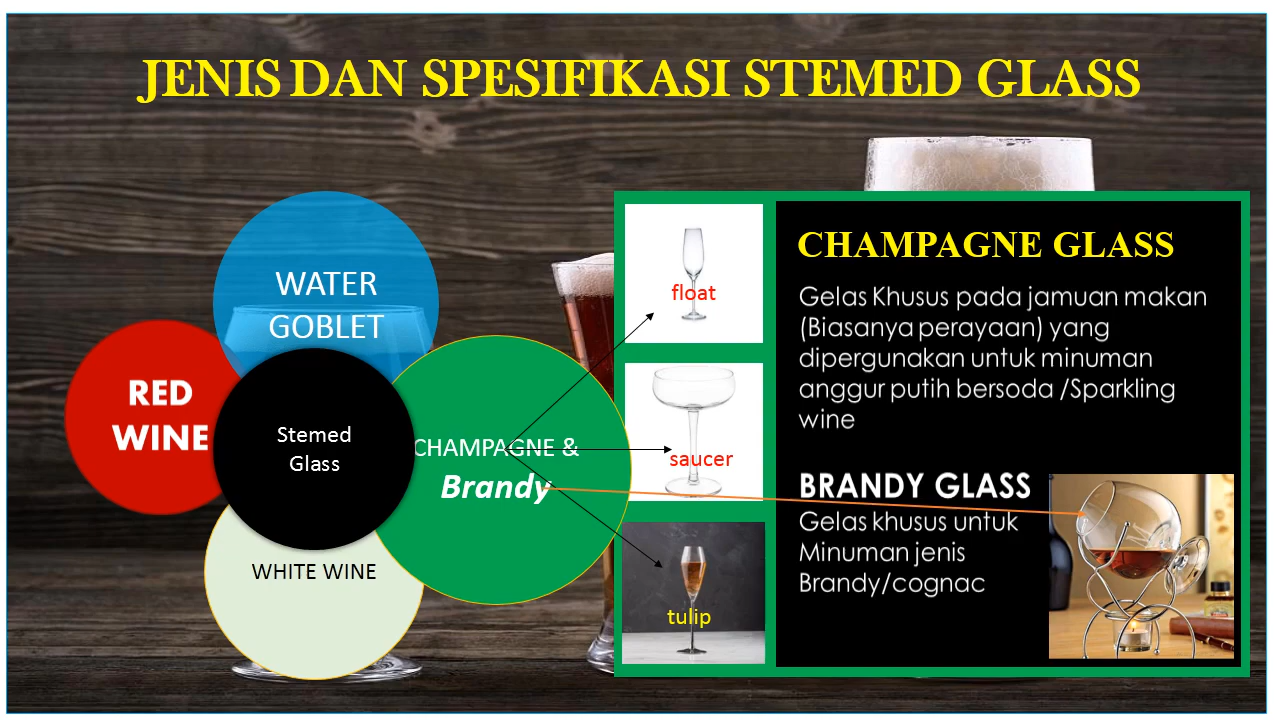 JENIS DAN SPESIFIKASI STEMED GLASS
WATER
GOBLET
RED
WINE
Stemed
Glass
CHAMPAGNE &
Brandy
WHITE WINE
float
saucer
tulip
CHAMPAGNE GLASS
Gelas Khusus pada jamuan makan
(Biasanya perayaan) yang
dipergunakan untuk minuman
anggur putih bersoda /Sparkling
wine
BRANDY GLASS
Gelas khusus untuk
Minuman jenis
Brandy/cognac